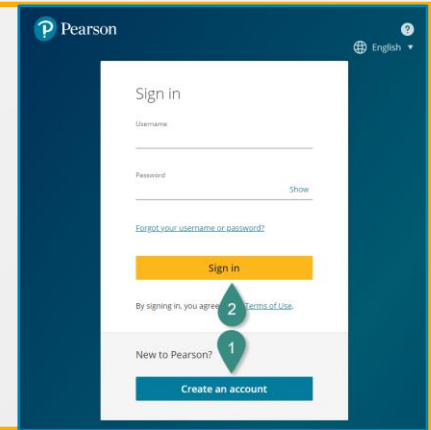 Pearson
?
English
Sign in
Username
Password
Show
Forgot your username or password?
Sign in
By signing in, you agree Terms of Use.
2
New to Pearson?
1
Create an account